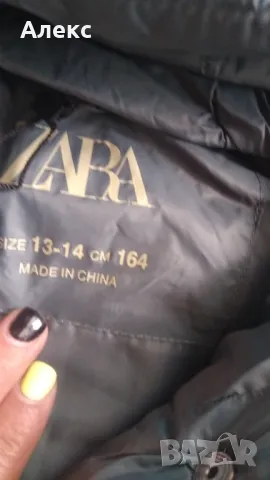 Алекс
ZARA
SIZE 13-14 CM 164
MADE IN CHINA
BAZAR